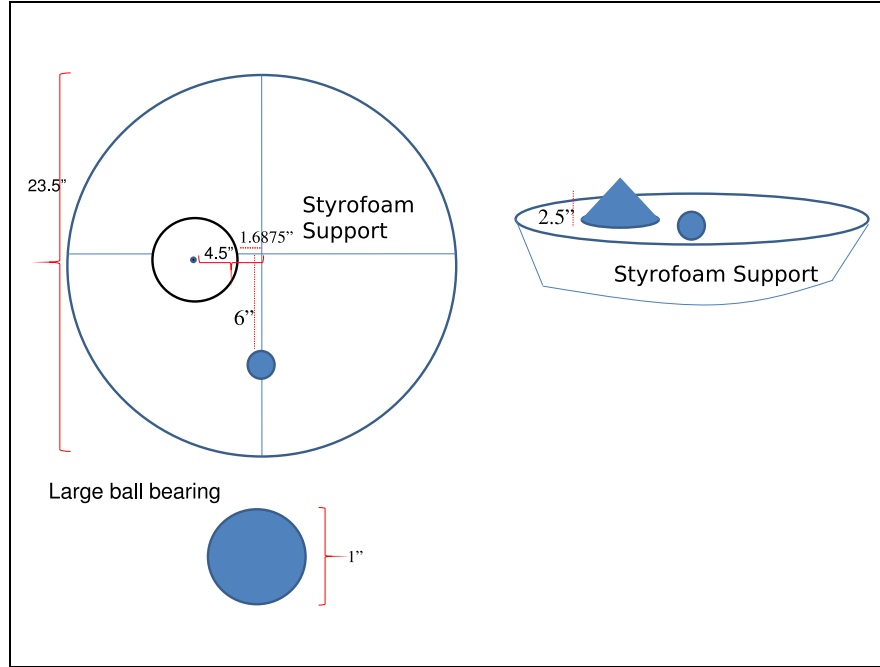 23.5”
Styrofoam
Support
1.6875”
4.5”
6”
2.5”
Styrofoam Support
Large ball bearing
1”